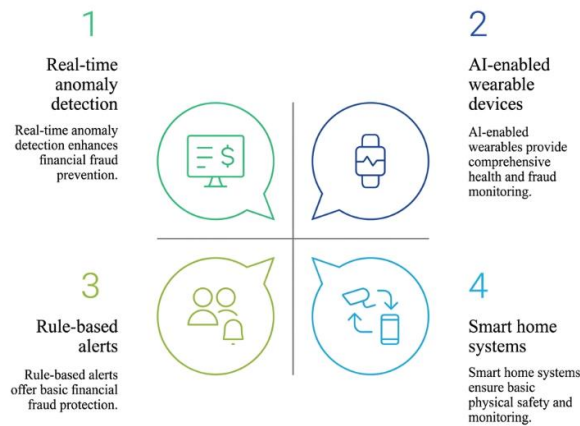 1
Real-time
anomaly
detection
Real-time anomaly
detection enhances
financial fraud
prevention.
$
2
AI-enabled
wearable
devices
AI-enabled
wearables provide
comprehensive
health and fraud
monitoring.
3
Rule-based
alerts
Rule-based alerts
offer basic financial
fraud protection.
4
Smart home
systems
Smart home systems
ensure basic
physical safety and
monitoring.